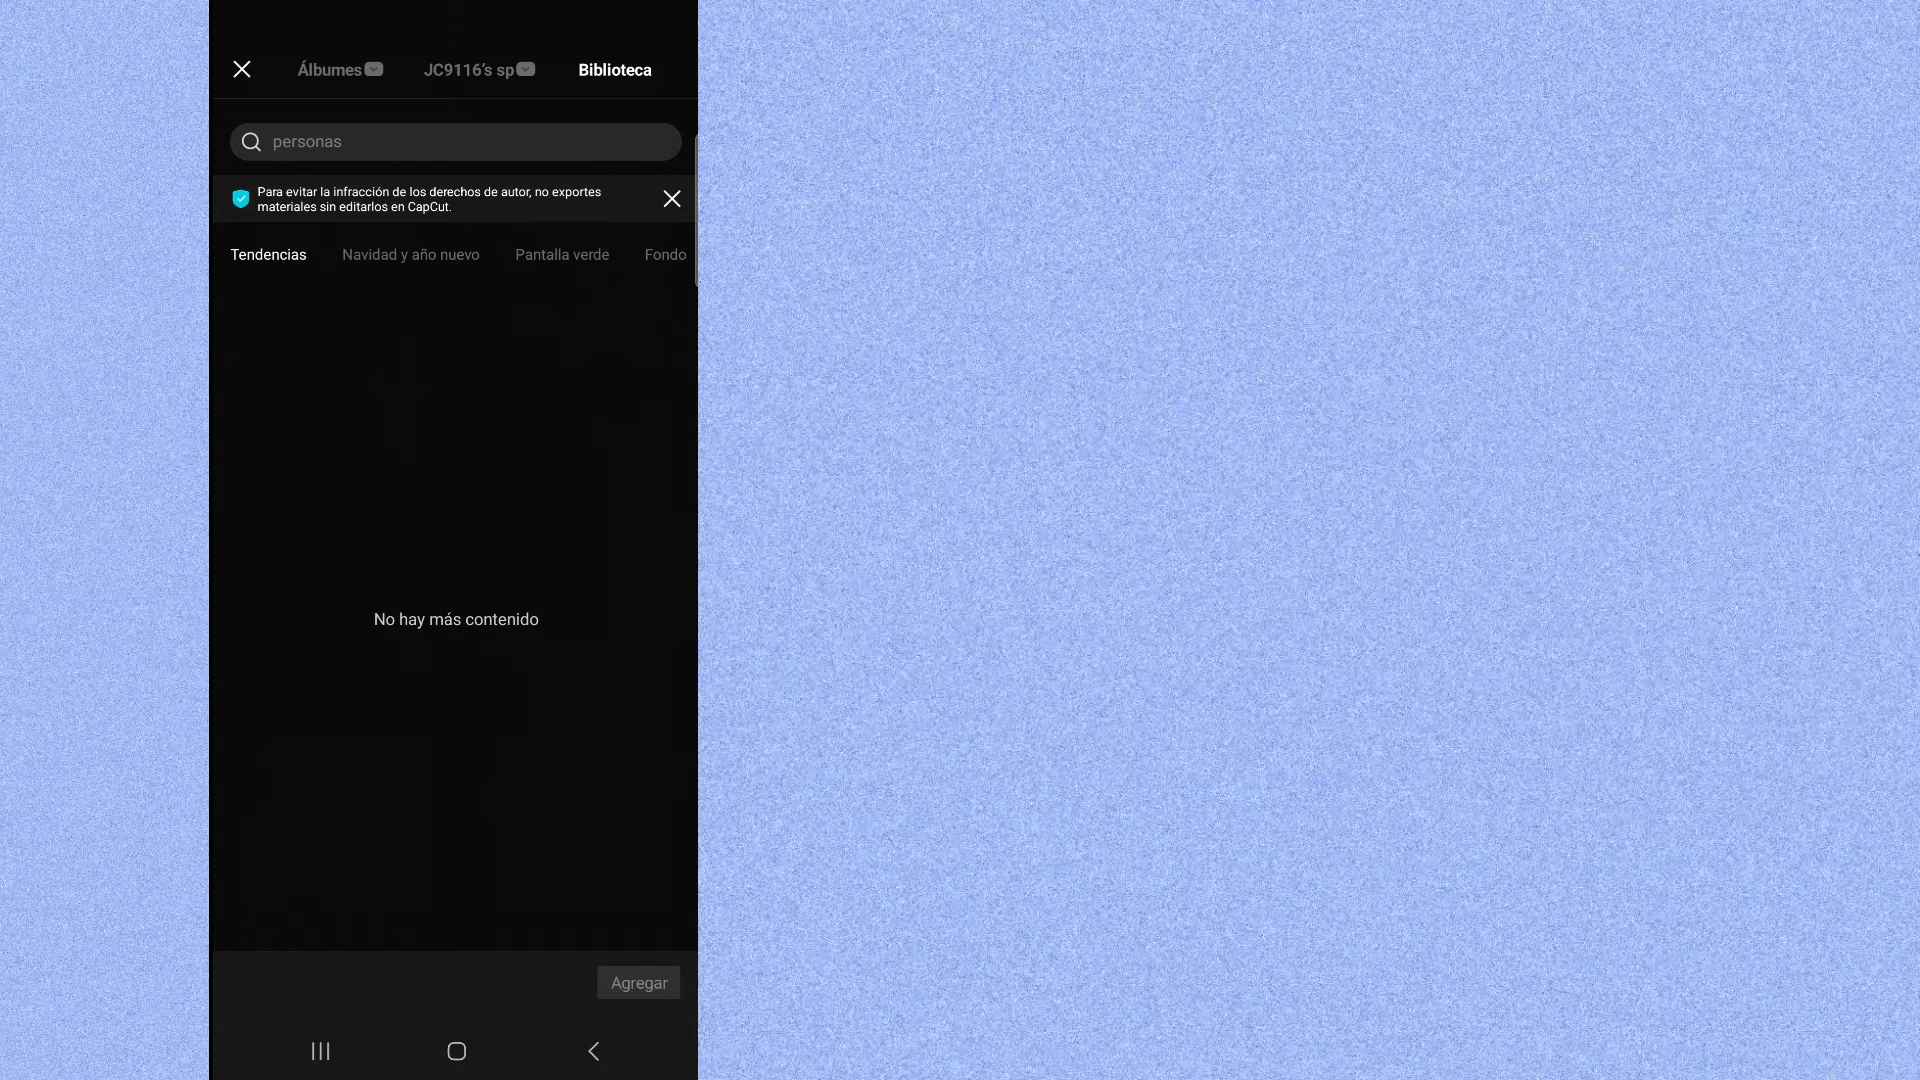 Álbumes
JC9116's sp
Biblioteca
personas
Para evitar la infracción de los derechos de autor, no exportes
materiales sin editarlos en CapCut.
Tendencias
Navidad y año nuevo
Pantalla verde
Fondo
No hay más contenido
Agregar